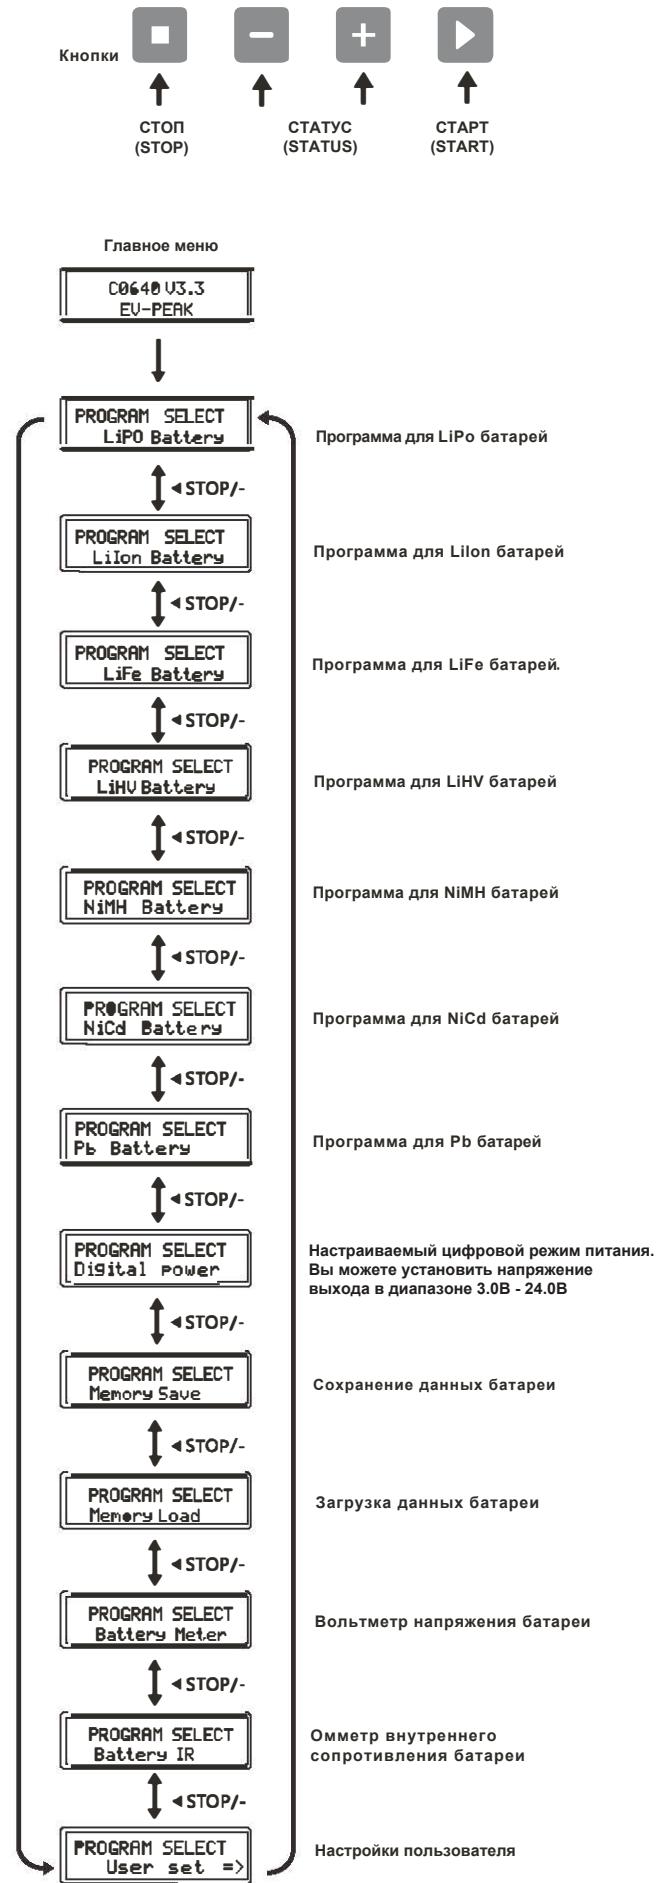 Кнопки
СТОП
(STOP)
СТАТУС
(STATUS)
СТАРТ
(START)
Главное меню
C0640 V3.3
EV-PEAK
PROGRAM SELECT
LiPO Battery
Программа для LiPo батарей
◄STOP/-
PROGRAM SELECT
LiIon Battery
Программа для LiIon батарей
◄STOP/-
PROGRAM SELECT
LiFe Battery
Программа для LiFe батарей.
◄STOP/-
PROGRAM SELECT
LiHV Battery
Программа для LiHV батарей
◄STOP/-
PROGRAM SELECT
NiMH Battery
Программа для NiMH батарей
◄STOP/-
PROGRAM SELECT
NiCd Battery
Программа для NiCd батарей
◄STOP/-
PROGRAM SELECT
Pb Battery
Программа для Pb батарей
◄STOP/-
PROGRAM SELECT
Digital power
Настраиваемый цифровой режим питания.
Вы можете установить напряжение
выхода в диапазоне 3.0В - 24.0В
◄STOP/-
PROGRAM SELECT
Memory Save
Сохранение данных батареи
◄STOP/-
PROGRAM SELECT
Memory Load
Загрузка данных батареи
◄STOP/-
PROGRAM SELECT
Battery Meter
Вольтметр напряжения батареи
◄STOP/-
PROGRAM SELECT
Battery IR
Омметр внутреннего
сопротивления батареи
◄STOP/-
PROGRAM SELECT
User set =>
Настройки пользователя